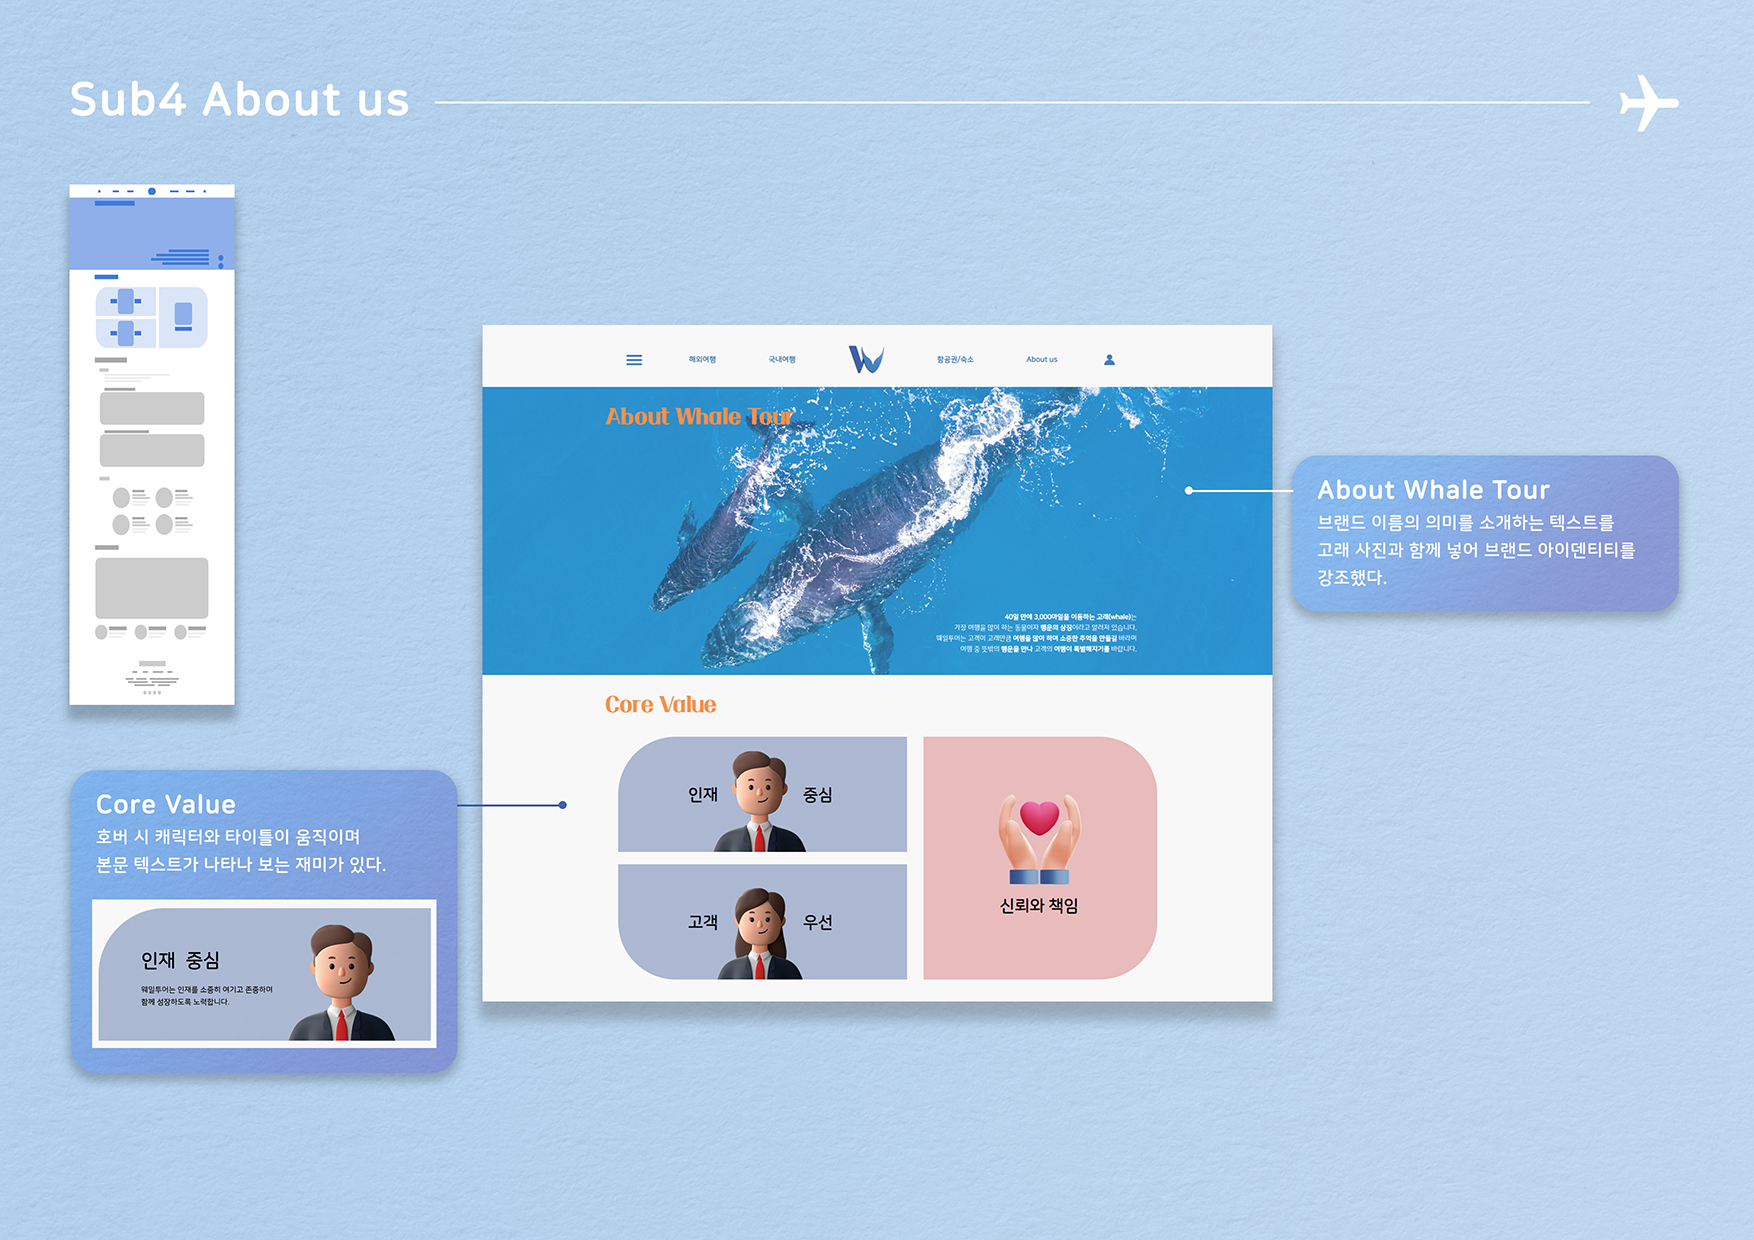 Sub4 About us
해외여행
국내여행
항공권/숙소
About us
About Whale Tour
40일 만에 3,000마일을 이동하는 고래(whale)는
가장 여행을 많이 하는 동물이자 행운의 상징이라고 알려져 있습니다.
웨일투어는 고객이 고래만큼 여행을 많이 하며 소중한 추억을 만들길 바라며
여행 중 뜻밖의 행운을 만나 고객의 여행이 특별해지기를 바랍니다.
About Whale Tour
브랜드 이름의 의미를 소개하는 텍스트를
고래 사진과 함께 넣어 브랜드 아이덴티티를
강조했다.
Core Value
인재 중심
고객 우선
신뢰와 책임
Core Value
호버 시 캐릭터와 타이틀이 움직이며
본문 텍스트가 나타나 보는 재미가 있다.
인재 중심
웨일투어는 인재를 소중히 여기고 존중하며
함께 성장하도록 노력합니다.